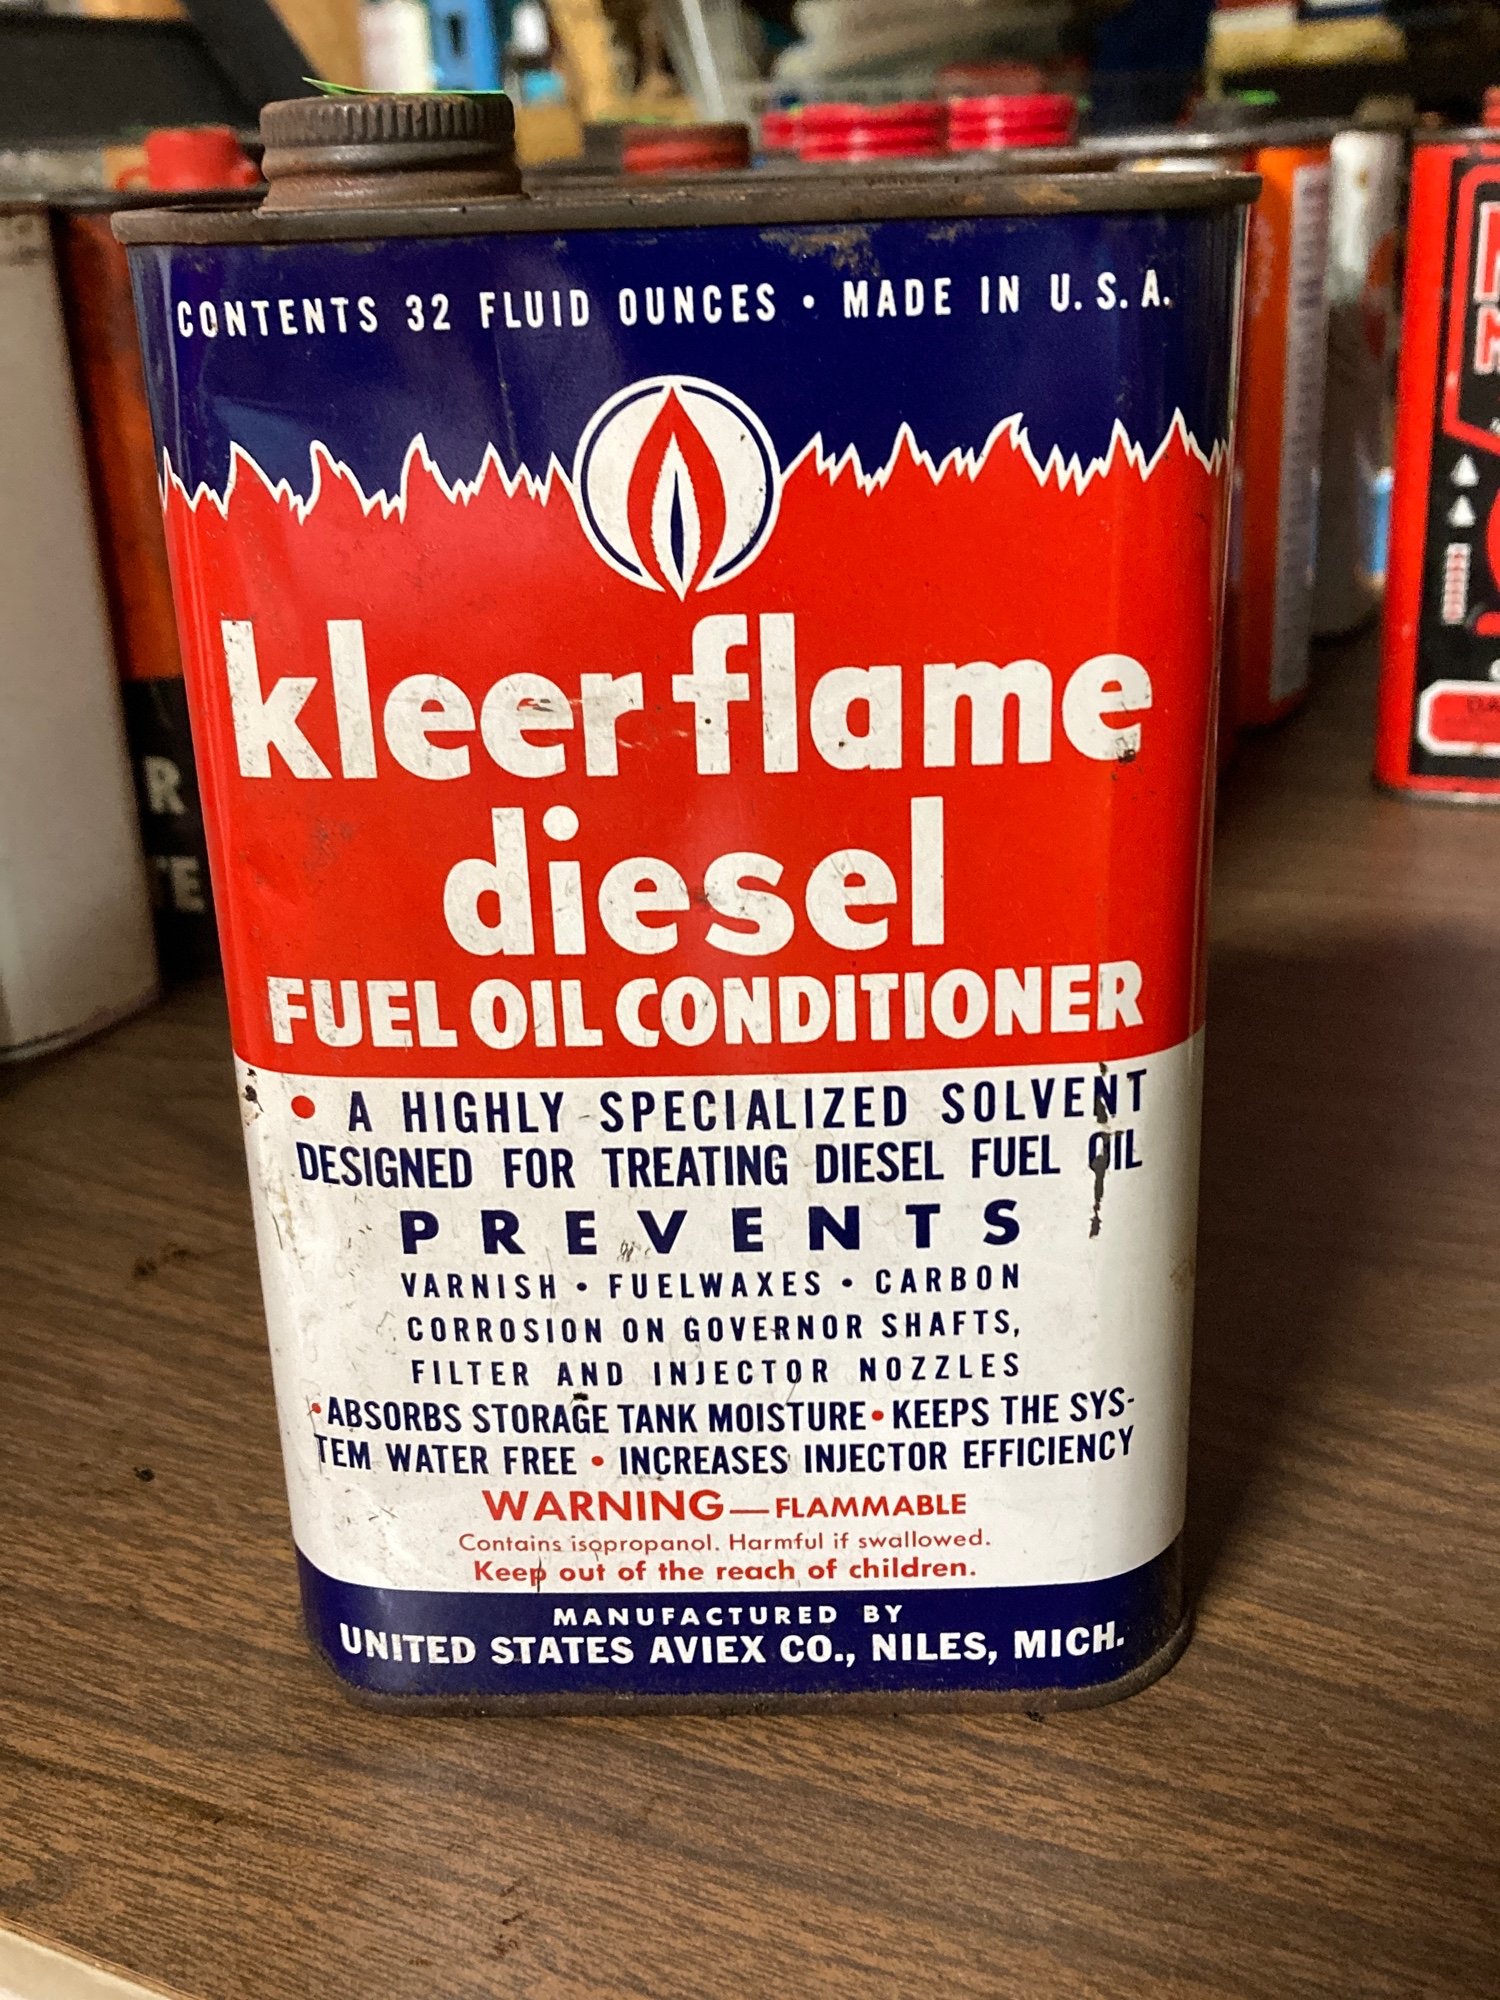 CONTENTS 32 FLUID OUNCES • MADE IN U.S.A.
kleer flame
diesel
FUEL OIL CONDITIONER
• A HIGHLY SPECIALIZED SOLVENT
DESIGNED FOR TREATING DIESEL FUEL OIL
PREVENTS
VARNISH • FUELWAXES • CARBON
CORROSION ON GOVERNOR SHAFTS,
FILTER AND INJECTOR NOZZLES
•ABSORBS STORAGE TANK MOISTURE•KEEPS THE SYS-
TEM WATER FREE • INCREASES INJECTOR EFFICIENCY
WARNING—FLAMMABLE
Contains isopropanol. Harmful if swallowed.
Keep out of the reach of children.
MANUFACTURED BY
UNITED STATES AVIEX CO., NILES, MICH.